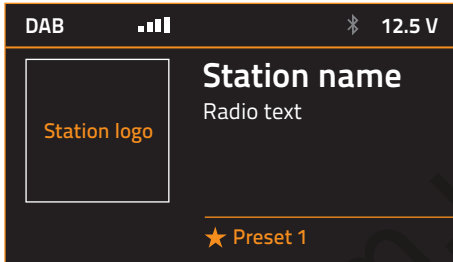 DAB 12.5 V
Station name
Radio text
Station logo
Preset 1